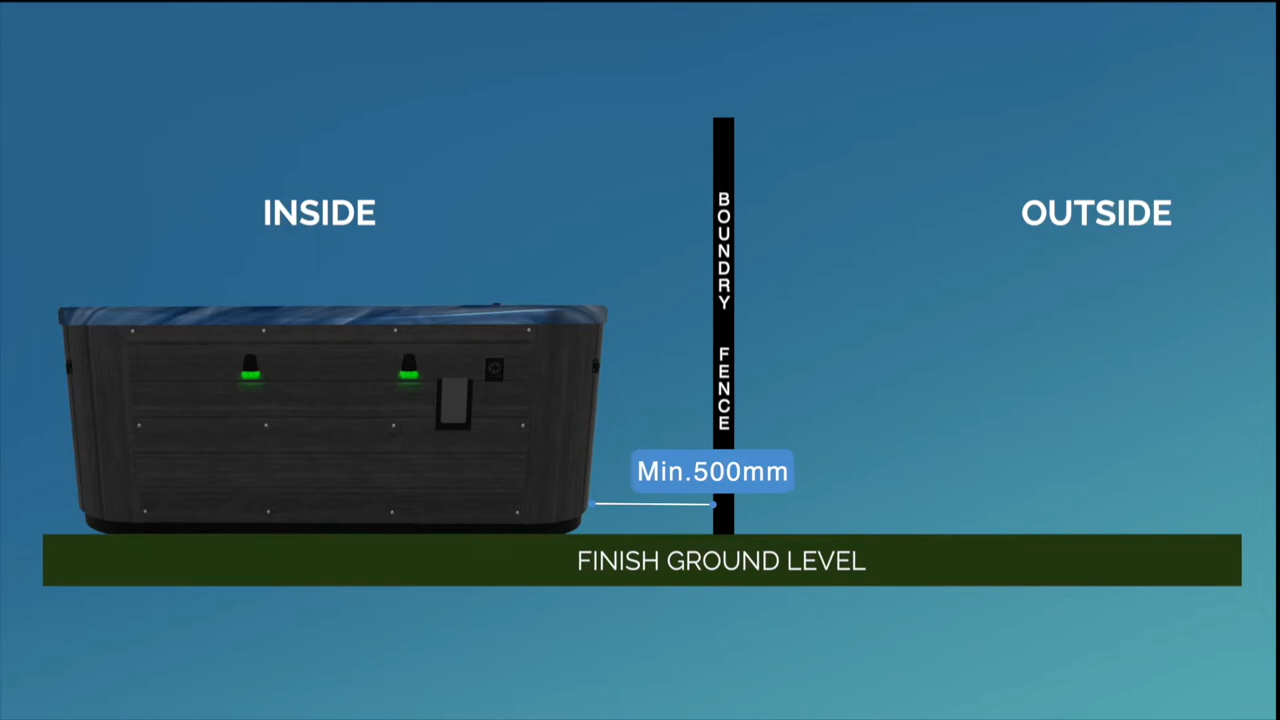 INSIDE
OUTSIDE
BOUNDRY FENCE
Min.500mm
FINISH GROUND LEVEL